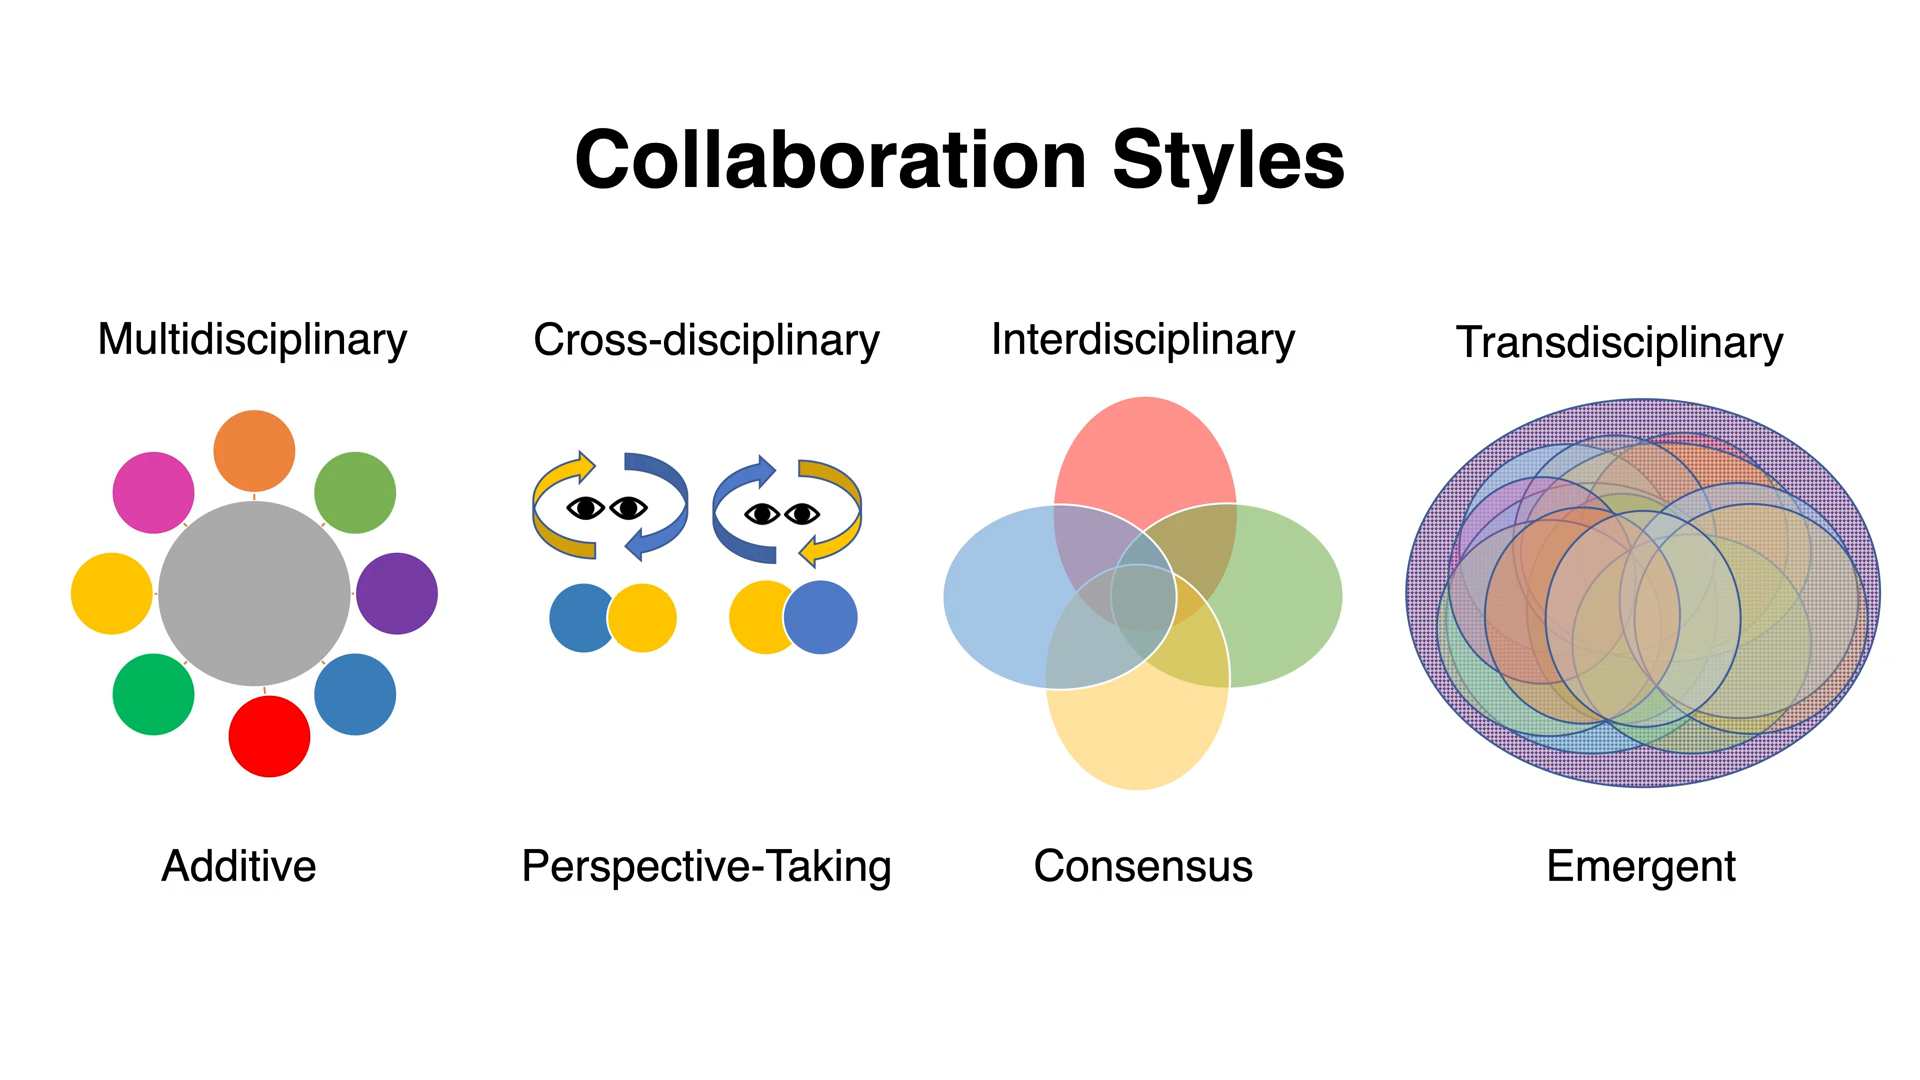 Collaboration Styles
Multidisciplinary
Cross-disciplinary
Interdisciplinary
Transdisciplinary
Additive
Perspective-Taking
Consensus
Emergent